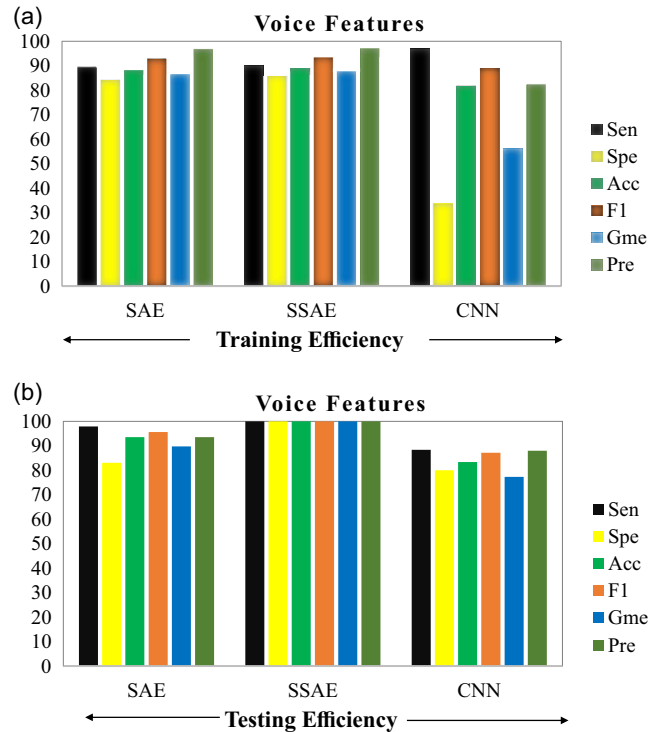 (a)
Voice Features
100
90
80
70
60
50
40
30
20
10
0
SAE SSAE CNN
Training Efficiency
Sen
Spe
Acc
F1
Gme
Pre
(b)
Voice Features
100
90
80
70
60
50
40
30
20
10
0
SAE SSAE CNN
Testing Efficiency
Sen
Spe
Acc
F1
Gme
Pre